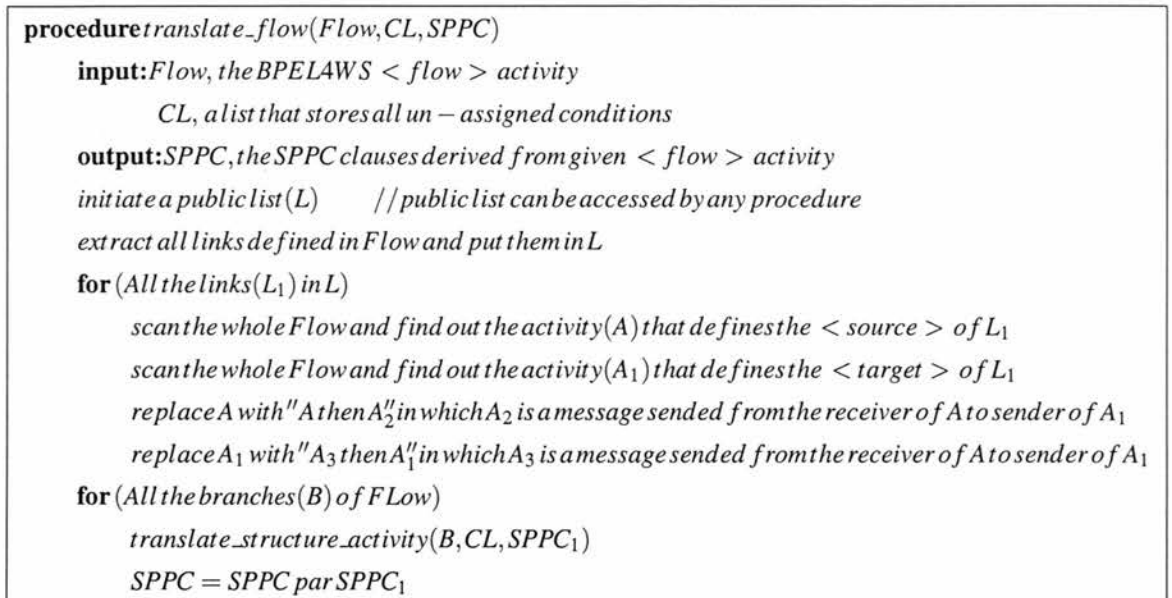 procedure translate_flow(Flow, CL, SPPC)
input: Flow, the BPEL4WS < flow > activity
CL, a list that stores all un − assigned conditions
output: SPPC, the SPPC clauses derived from given < flow > activity
initiate a public list(L) //public list can be accessed by any procedure
extract all links defined in Flow and put them in L
for (All the links(L₁) in L)
scan the whole Flow and find out the activity(A) that defines the < source > of L₁
scan the whole Flow and find out the activity(A₁) that defines the < target > of L₁
replace A with "A then A₂" in which A₂ is a message sended from the receiver of A to sender of A₁
replace A₁ with "A₃ then A₁" in which A₃ is a message sended from the receiver of A to sender of A₁
for (All the branches(B) of FLow)
translate_structure_activity(B, CL, SPPC₁)
SPPC = SPPC par SPPC₁